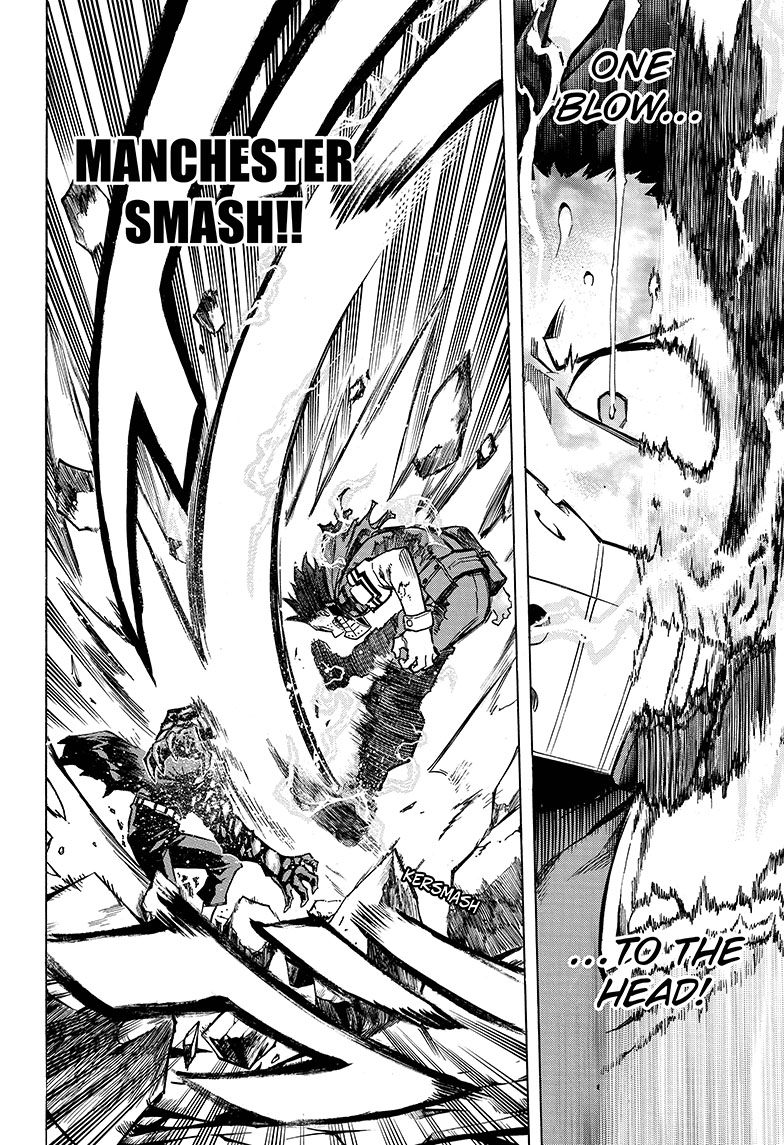 ONE
BLOW...
...TO THE
HEAD!
MANCHESTER
SMASH!!
KERSMASH